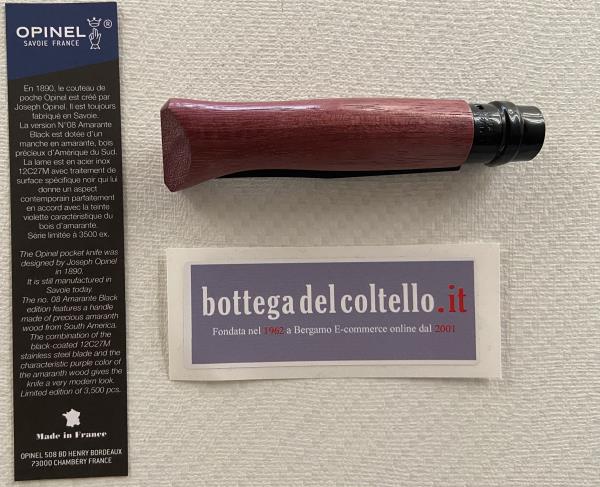 OPINEL ®
SAVOIE FRANCE
En 1890, le couteau de
poche Opinel est créé par
Joseph Opinel. Il est toujours
fabriqué en Savoie.
La version N°08 Amarante
Black est dotée d'un
manche en amarante, bois
précieux d'Amérique du Sud.
La lame est en acier inox
12C27M avec traitement de
surface spécifique noir qui lui
donne un aspect
contemporain parfaitement
en accord avec la teinte
violette caractéristique du
bois d'amarante.
Série limitée à 3500 ex.
The Opinel pocket knife was
designed by Joseph Opinel
in 1890.
It is still manufactured in
Savoie today.
The no. 08 Amarante Black
edition features a handle
made of precious amaranth
wood from South America.
The combination of the
black-coated 12C27M
stainless steel blade and the
characteristic purple color of
the amaranth wood gives the
knife a very modern look.
Limited edition of 3,500 pcs.
Made in France
OPINEL 508 BD HENRY BORDEAUX
73000 CHAMBÉRY FRANCE
bottega del coltello.it
Fondata nel 1962 a Bergamo E-commerce online dal 2001